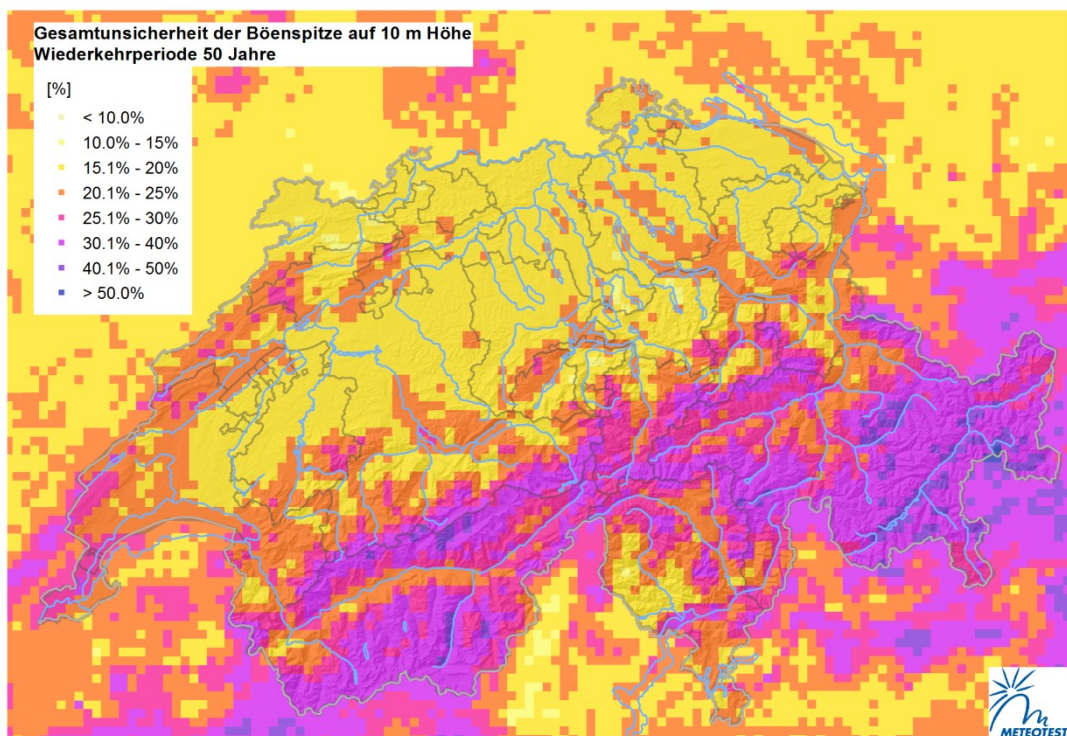 Gesamtunsicherheit der Böenspitze auf 10 m Höhe
Wiederkehrperiode 50 Jahre
[%]
< 10.0%
10.0% - 15%
15.1% - 20%
20.1% - 25%
25.1% - 30%
30.1% - 40%
40.1% - 50%
> 50.0%
METEOTEST